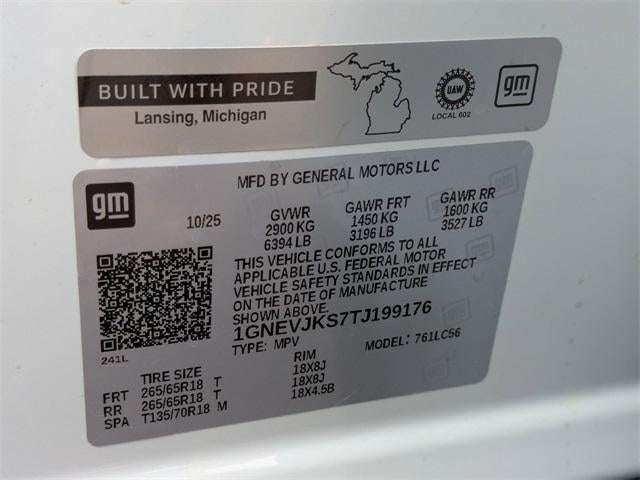 BUILT WITH PRIDE
Lansing, Michigan
UAW
LOCAL 602
gm
gm
MFD BY GENERAL MOTORS LLC
10/25
GVWR GAWR FRT GAWR RR
2900 KG 1450 KG 1600 KG
6394 LB 3196 LB 3527 LB
THIS VEHICLE CONFORMS TO ALL
APPLICABLE U.S. FEDERAL MOTOR
VEHICLE SAFETY STANDARDS IN EFFECT
ON THE DATE OF MANUFACTURE
SHOWN ABOVE.
1GNEVJKS7TJ199176
TYPE: MPV MODEL: 761LC56
241L
TIRE SIZE RIM
FRT 265/65R18 T 18X8J
RR 265/65R18 T 18X8J
SPA T135/70R18 M 18X4.5B